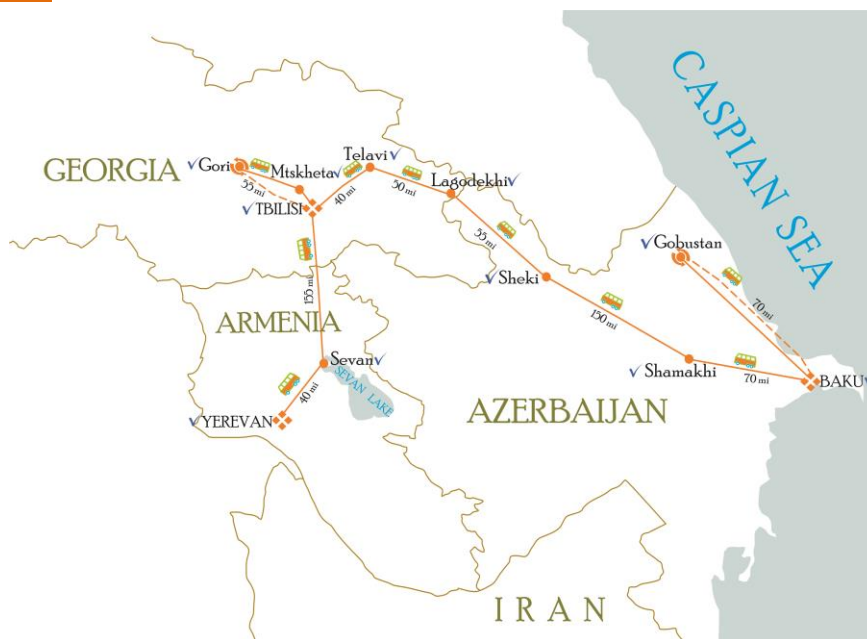 CASPIAN SEA
GEORGIA
Gori
Mtskheta
Telavi
55 mi
TBILISI
40 mi
50 mi
Lagodekhi
55 mi
Sheki
Gobustan
70 mi
155 mi
150 mi
ARMENIA
Sevan
SEVAN LAKE
40 mi
YEREVAN
Shamakhi
70 mi
BAKU
AZERBAIJAN
IRAN